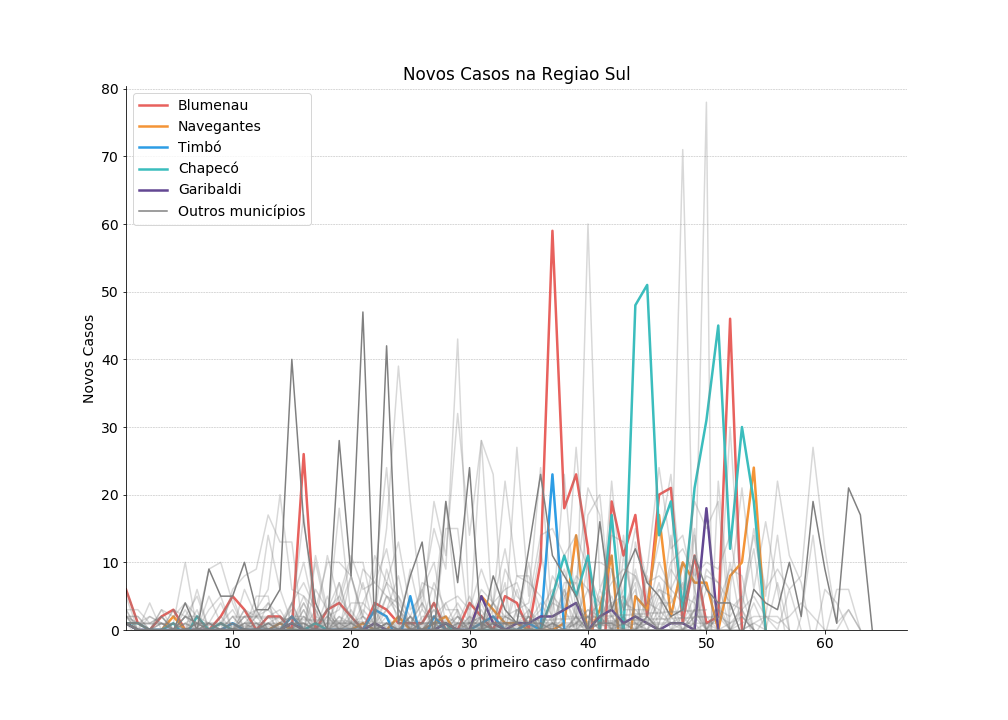 Novos Casos na Regiao Sul
80
70
60
50
40
30
20
10
0
Novos Casos
Blumenau
Navegantes
Timbó
Chapecó
Garibaldi
Outros municípios
10 20 30 40 50 60
Dias após o primeiro caso confirmado